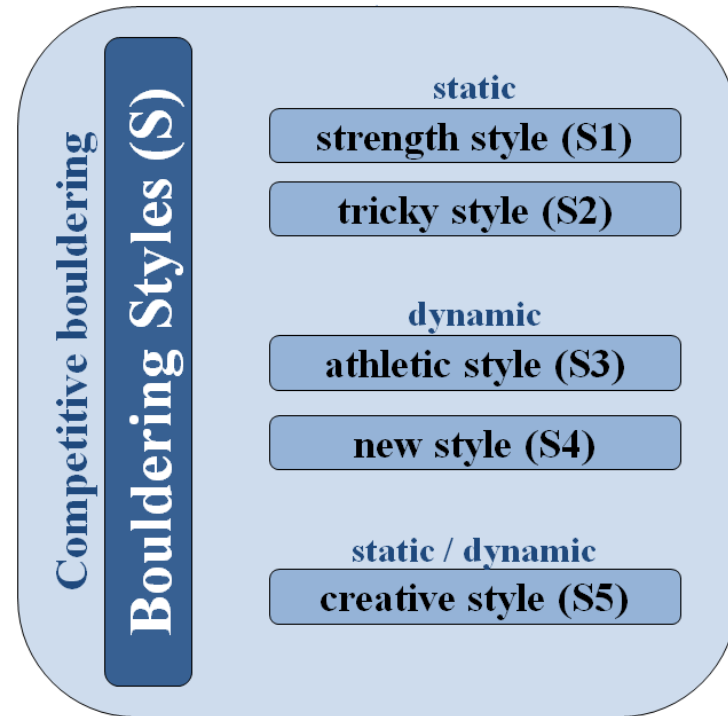 Competitive bouldering
Bouldering Styles (S)
static
strength style (S1)
tricky style (S2)
dynamic
athletic style (S3)
new style (S4)
static / dynamic
creative style (S5)